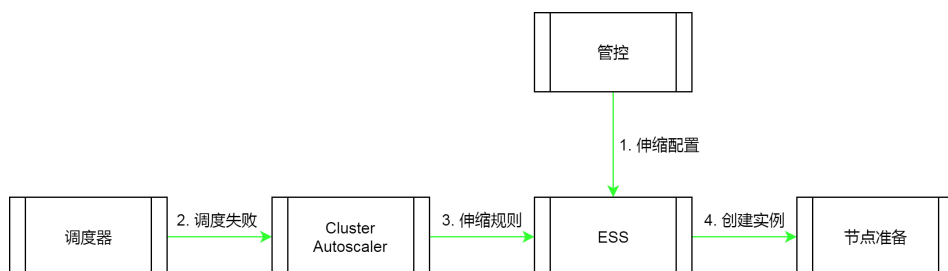 管控
1. 伸缩配置
调度器
2. 调度失败
Cluster
Autoscaler
3. 伸缩规则
ESS
4. 创建实例
节点准备